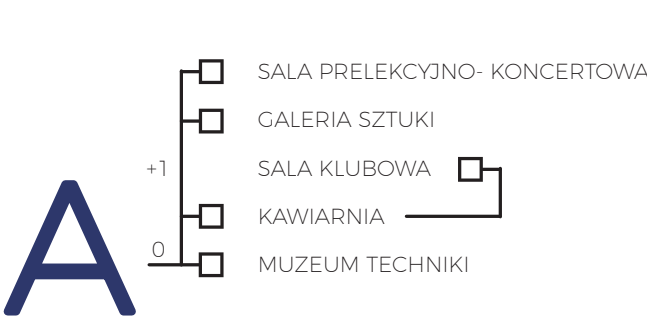 SALA PRELEKCYJNO- KONCERTOWA
GALERIA SZTUKI
+1 SALA KLUBOWA
KAWIARNIA
0 MUZEUM TECHNIKI
A